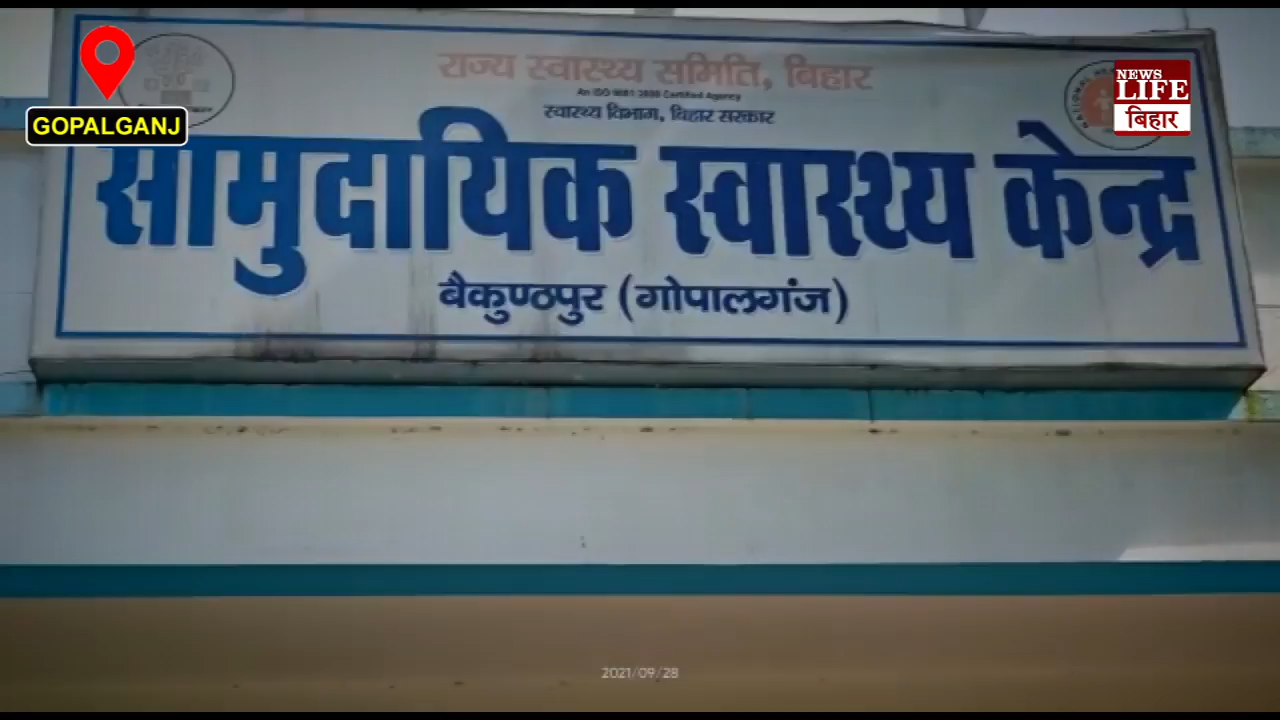 राज्य स्वास्थ्य समिति, बिहार
An ISO 9001:2008 Certified Agency
स्वास्थ्य विभाग, बिहार सरकार
GOPALGANJ
NEWS
LIFE
बिहार
सामुदायिक स्वास्थ्य केन्द्र
बैकुण्ठपुर (गोपालगंज)
2021/09/28